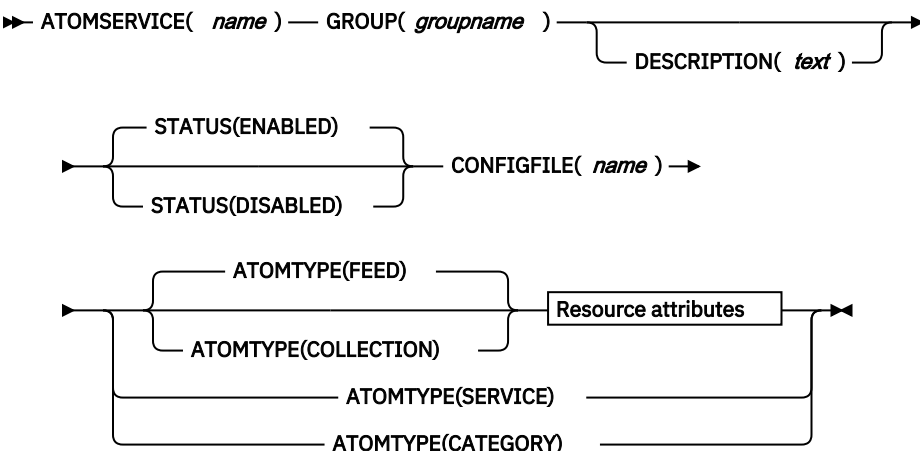 ATOMSERVICE( name ) GROUP( groupname )
DESCRIPTION( text )
STATUS(ENABLED)
CONFIGFILE( name )
STATUS(DISABLED)
ATOMTYPE(FEED)
Resource attributes
ATOMTYPE(COLLECTION)
ATOMTYPE(SERVICE)
ATOMTYPE(CATEGORY)